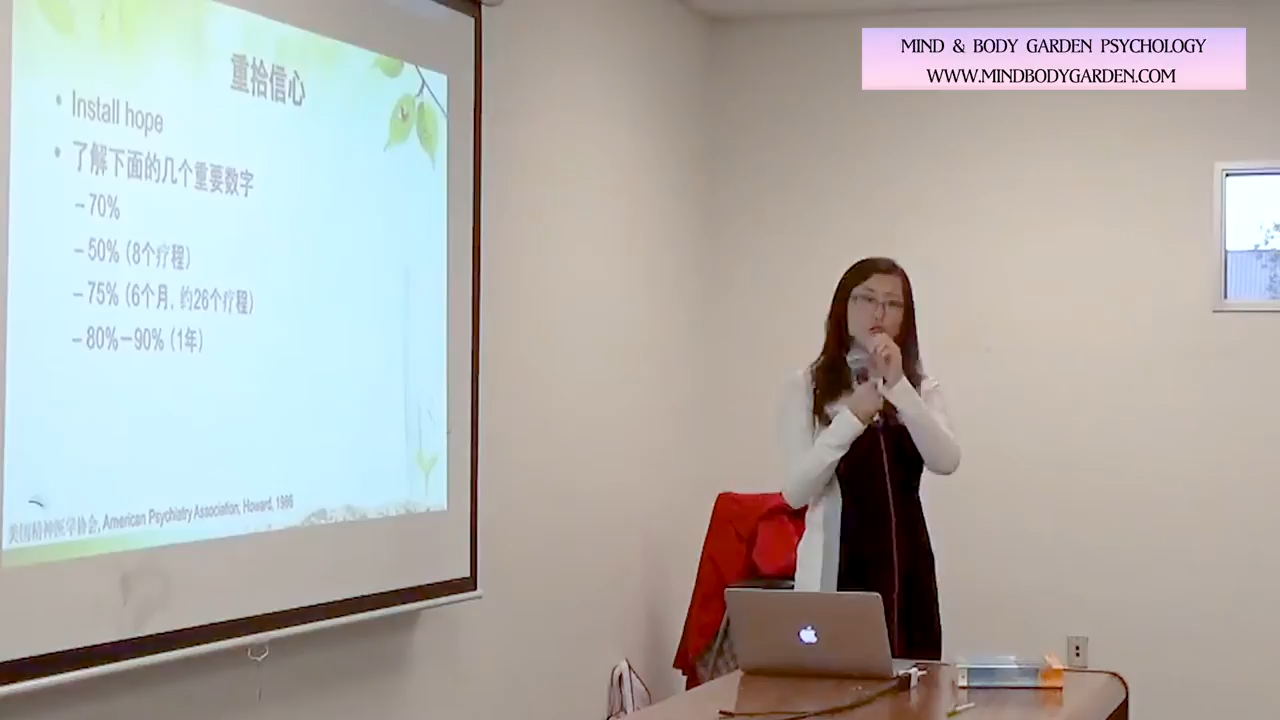 重拾信心
• Install hope
• 了解下面的几个重要数字
– 70%
– 50% (8个疗程)
– 75% (6个月, 约26个疗程)
– 80%－90% (1年)
美国精神医学协会, American Psychiatry Association, Howard, 1986
MIND & BODY GARDEN PSYCHOLOGY
WWW.MINDBODYGARDEN.COM